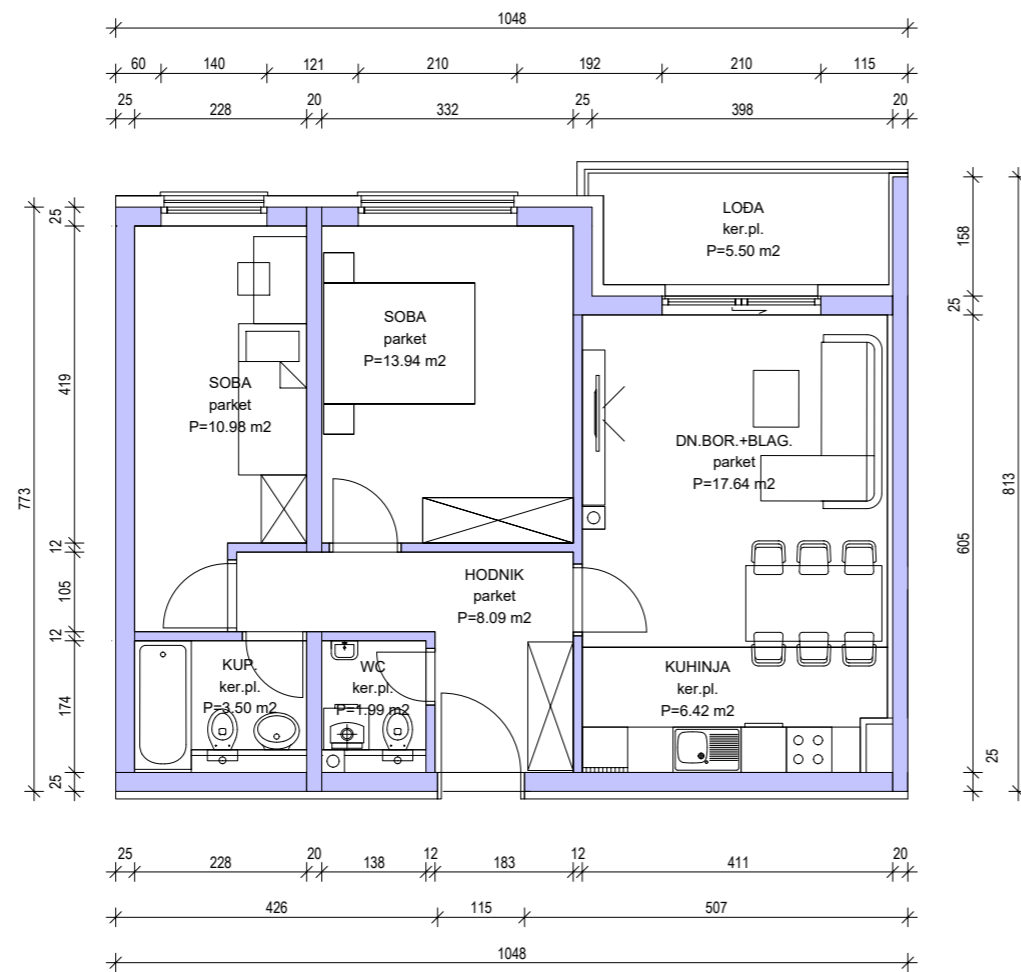 1048
60 140 121 210 192 210 115
25 228 20 332 25 398 20
LOĐA
ker.pl.
P=5.50 m2
SOBA
parket
P=13.94 m2
SOBA
parket
P=10.98 m2
DN.BOR.+BLAG.
parket
P=17.64 m2
HODNIK
parket
P=8.09 m2
KUP.
ker.pl.
P=3.50 m2
WC
ker.pl.
P=1.99 m2
KUHINJA
ker.pl.
P=6.42 m2
25
419
12
105
12
174
25
773
158
25
605
25
813
25 228 20 138 12 183 12 411 20
426 115 507
1048